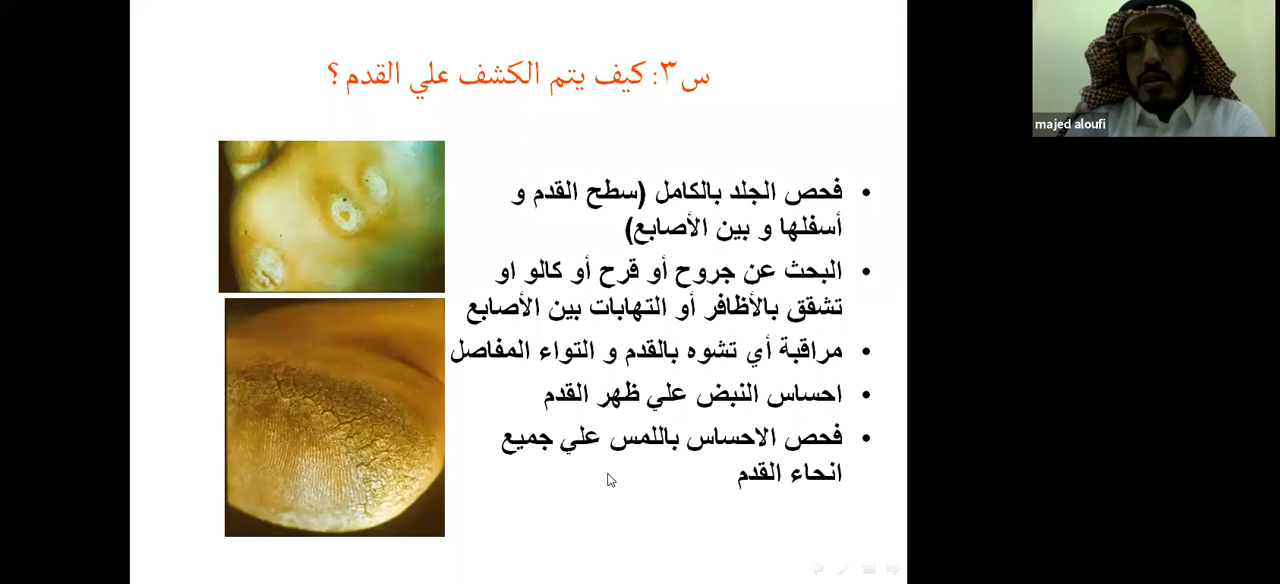 س٣: كيف يتم الكشف علي القدم ؟
majed aloufi
• فحص الجلد بالكامل (سطح القدم و
أسفلها و بين الأصابع)
• البحث عن جروح أو قرح أو كالو او
تشقق بالأظافر أو التهابات بين الأصابع
• مراقبة أي تشوه بالقدم و التواء المفاصل
• احساس النبض علي ظهر القدم
• فحص الاحساس باللمس علي جميع
انحاء القدم